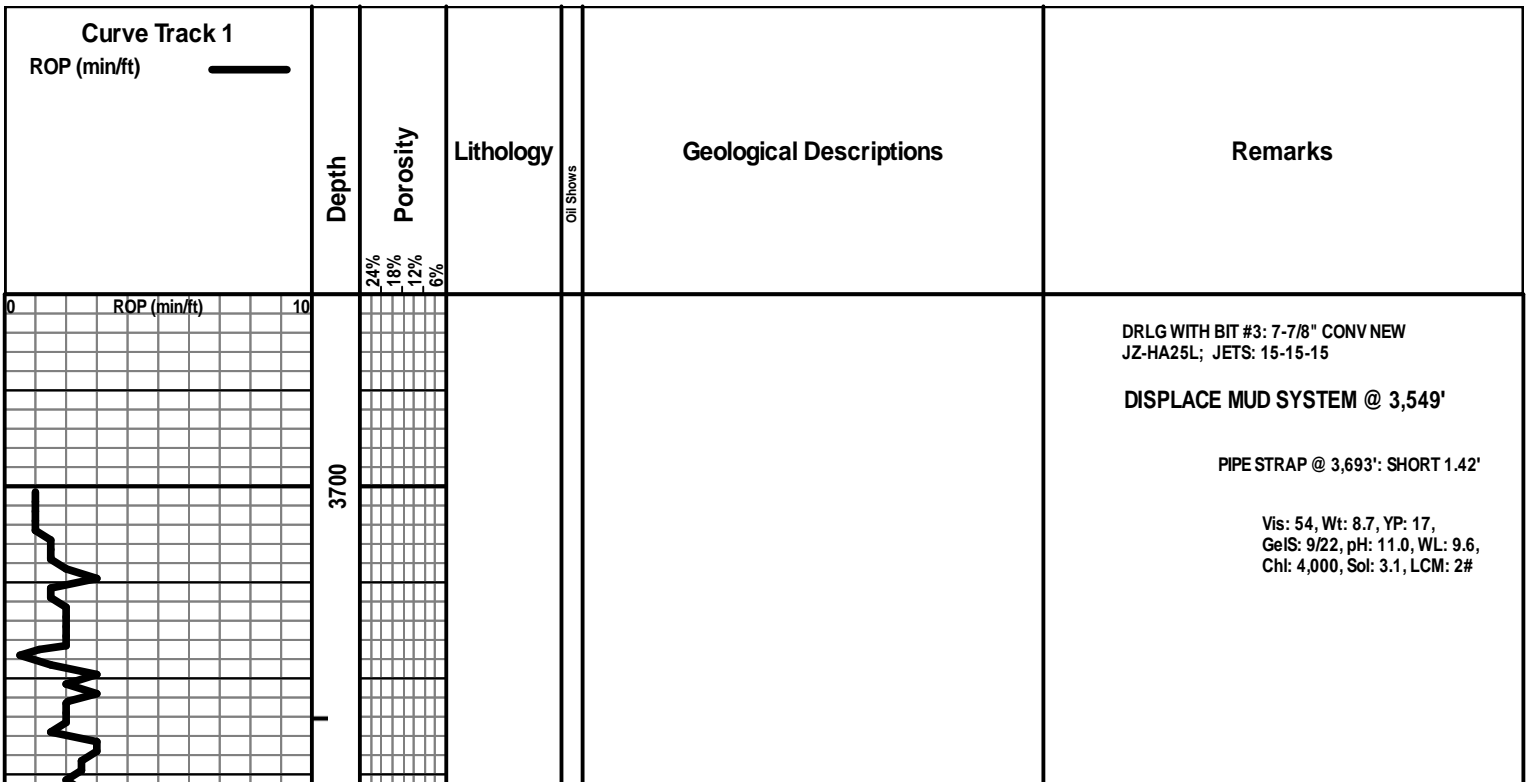 Curve Track 1
ROP (min/ft)
Depth
Porosity
24%
18%
12%
6%
Lithology
Oil Shows
Geological Descriptions
Remarks
0 ROP (min/ft) 10
3700
DRLG WITH BIT #3: 7-7/8" CONV NEW
JZ-HA25L; JETS: 15-15-15
DISPLACE MUD SYSTEM @ 3,549'
PIPE STRAP @ 3,693': SHORT 1.42'
Vis: 54, Wt: 8.7, YP: 17,
GelS: 9/22, pH: 11.0, WL: 9.6,
Chl: 4,000, Sol: 3.1, LCM: 2#